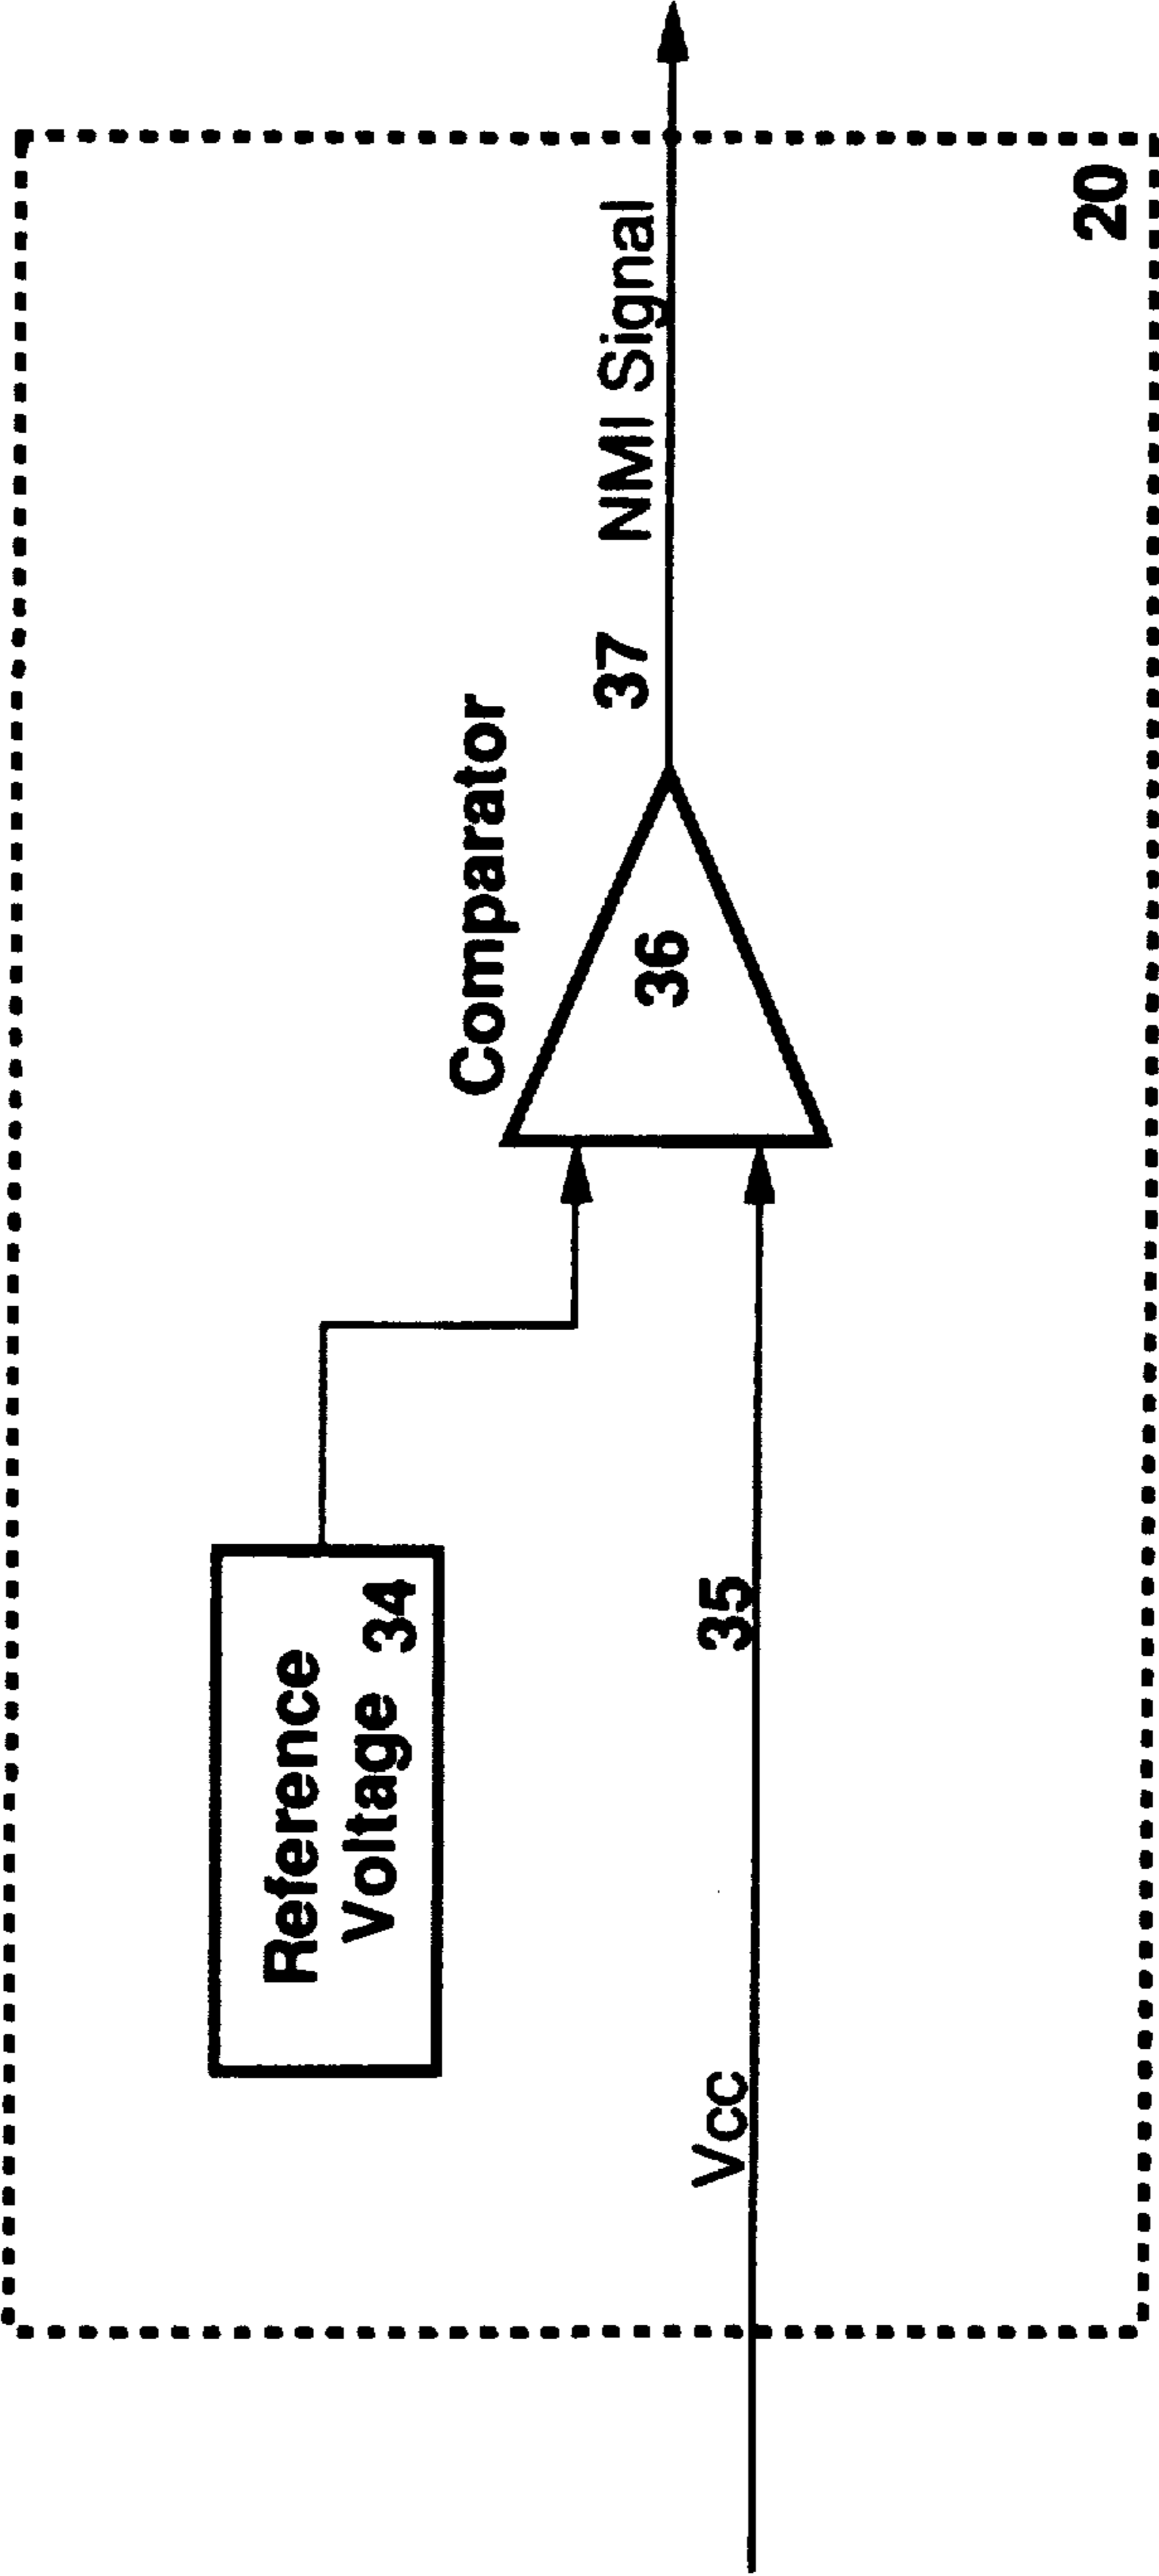 Reference
Voltage 34
Comparator
36
37 NMI Signal
Vcc
35
20